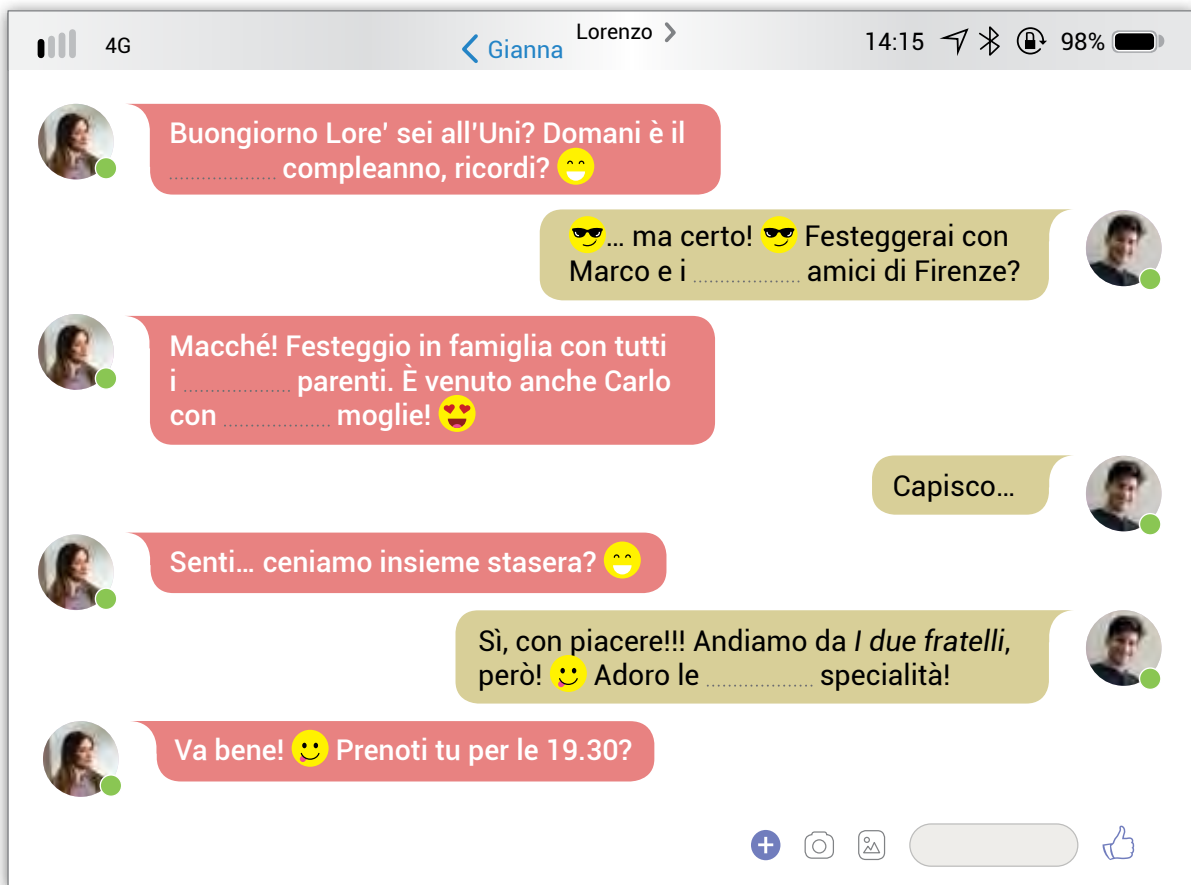 4G
Gianna
Lorenzo
14:15
98%
Buongiorno Lore' sei all'Uni? Domani è il
................... compleanno, ricordi?
... ma certo! Festeggerai con
Marco e i ................... amici di Firenze?
Macché! Festeggio in famiglia con tutti
i ................... parenti. È venuto anche Carlo
con ................... moglie!
Capisco...
Senti... ceniamo insieme stasera?
Sì, con piacere!!! Andiamo da I due fratelli,
però! Adoro le ................... specialità!
Va bene! Prenoti tu per le 19.30?